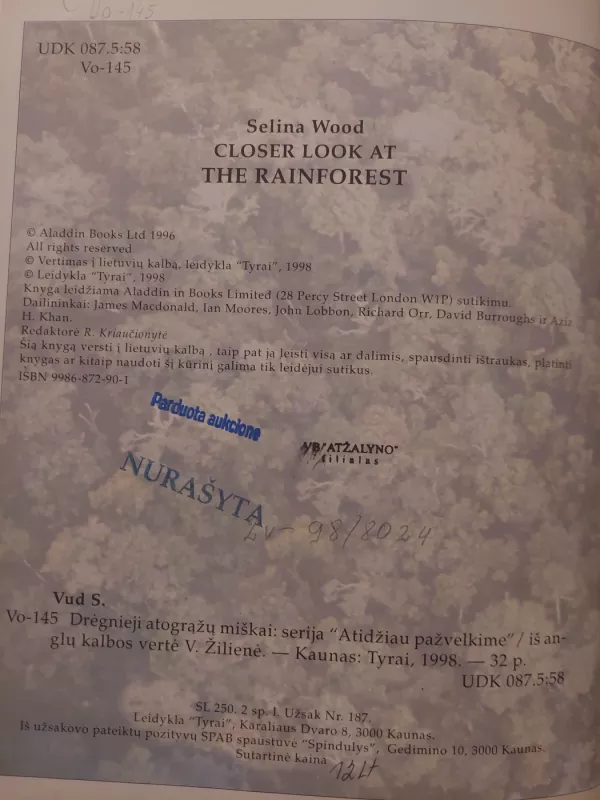 Vo-145
UDK 087.5:58
Vo-145
Selina Wood
CLOSER LOOK AT
THE RAINFOREST
© Aladdin Books Ltd 1996
All rights reserved
© Vertimas į lietuvių kalbą, leidykla "Tyrai", 1998
© Leidykla "Tyrai", 1998
Knyga leidžiama Aladdin in Books Limited (28 Percy Street London W1P) sutikimu.
Dailininkai: James Macdonald, Ian Moores, John Lobbon, Richard Orr, David Burroughs ir Aziz
H. Khan.
Redaktorė R. Kriaučionytė
Šią knygą versti į lietuvių kalbą , taip pat ją leisti visą ar dalimis, spausdinti ištraukas, platinti
knygas ar kitaip naudoti šį kūrinį galima tik leidėjui sutikus.
ISBN 9986-872-90-1
Parduota aukcione
VB "ATŽALYNO"
filialas
NURAŠYTA
Lv- 98/8024
Vud S.
Vo-145 Drėgnieji atogrąžų miškai: serija "Atidžiau pažvelkime" / iš an-
glų kalbos vertė V. Žilienė. — Kaunas: Tyrai, 1998. — 32 p.
UDK 087.5:58
SL 250. 2 sp. l. Užsak Nr. 187.
Leidykla "Tyrai", Karaliaus Dvaro 8, 3000 Kaunas.
Iš užsakovo pateiktų pozityvų SPAB spaustuvė "Spindulys", Gedimino 10, 3000 Kaunas.
Sutartinė kaina 12Lt